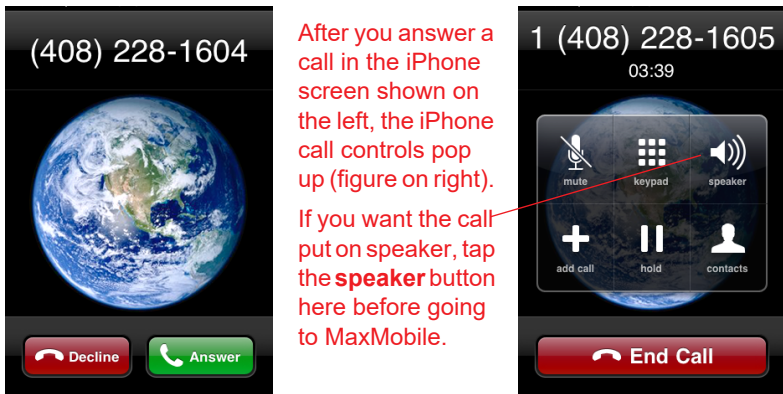 (408) 228-1604
Decline
Answer
After you answer a
call in the iPhone
screen shown on
the left, the iPhone
call controls pop
up (figure on right).
If you want the call
put on speaker, tap
the speaker button
here before going
to MaxMobile.
1 (408) 228-1605
03:39
mute keypad speaker
add call hold contacts
End Call